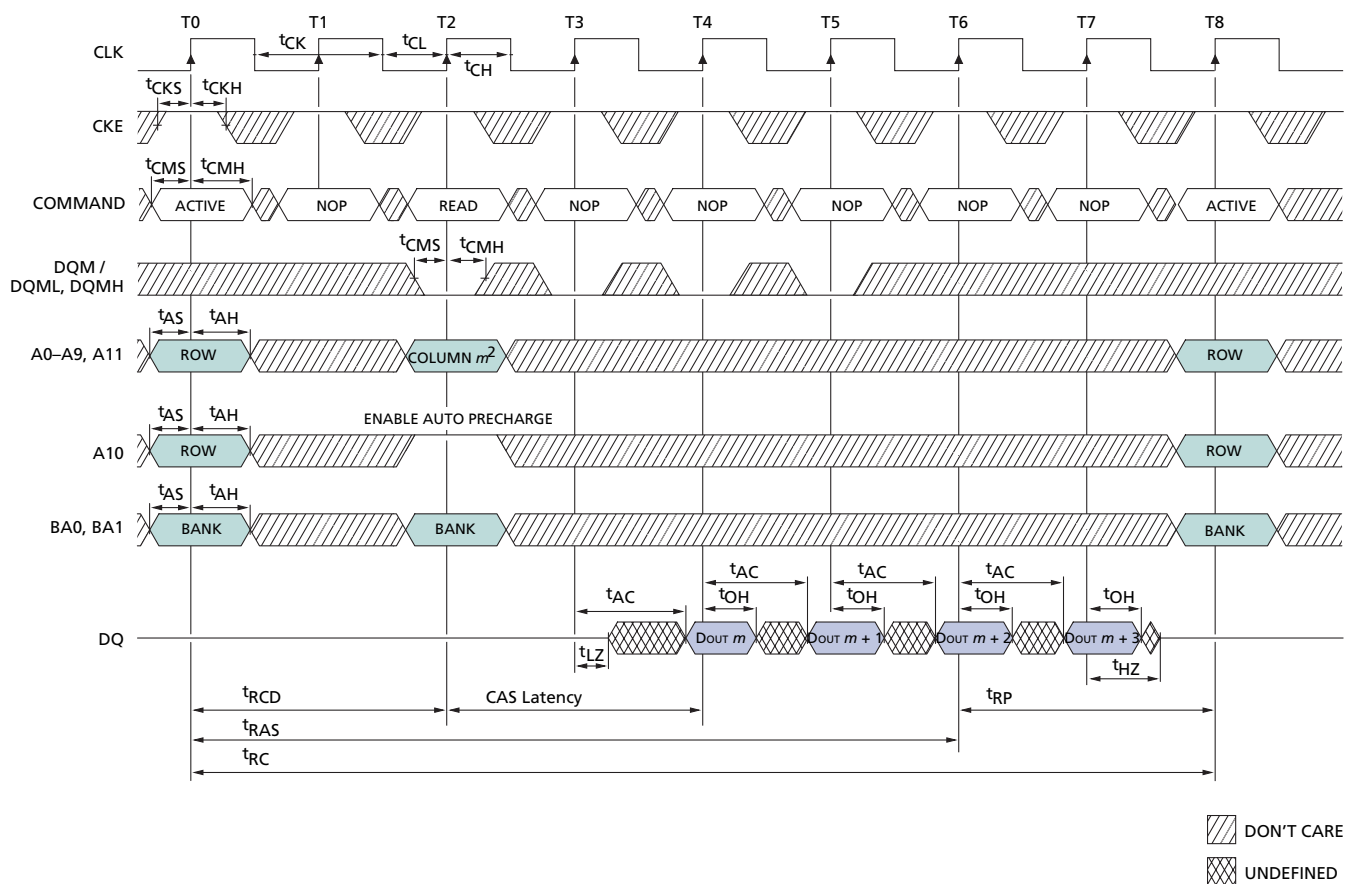 T0 T1 T2 T3 T4 T5 T6 T7 T8
CLK
tCK tCL
tCH
tCKS tCKH
CKE
tCMS tCMH
COMMAND ACTIVE NOP READ NOP NOP NOP NOP NOP ACTIVE
tCMS tCMH
DQM /
DQML, DQMH
tAS tAH
A0–A9, A11 ROW COLUMN m2 ROW
ENABLE AUTO PRECHARGE
tAS tAH
A10 ROW ROW
tAS tAH
BA0, BA1 BANK BANK BANK
tAC tAC tAC
tAC tOH tOH tOH tOH
DQ DOUT m DOUT m + 1 DOUT m + 2 DOUT m + 3
tLZ tHZ
tRCD CAS Latency tRP
tRAS
tRC
DON'T CARE
UNDEFINED